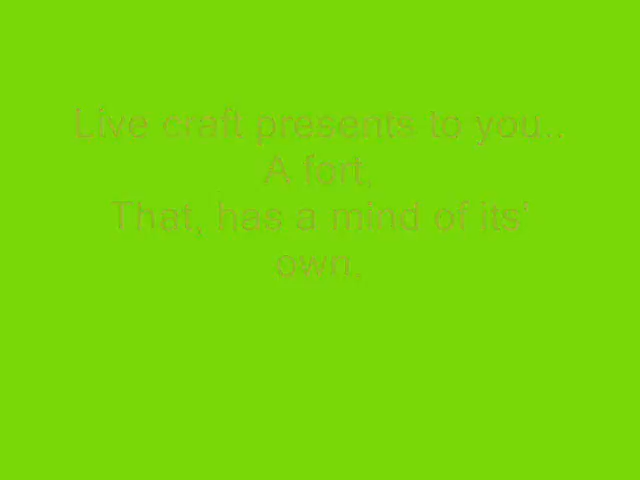 Live craft presents to you..
A fort,
That, has a mind of its'
own.